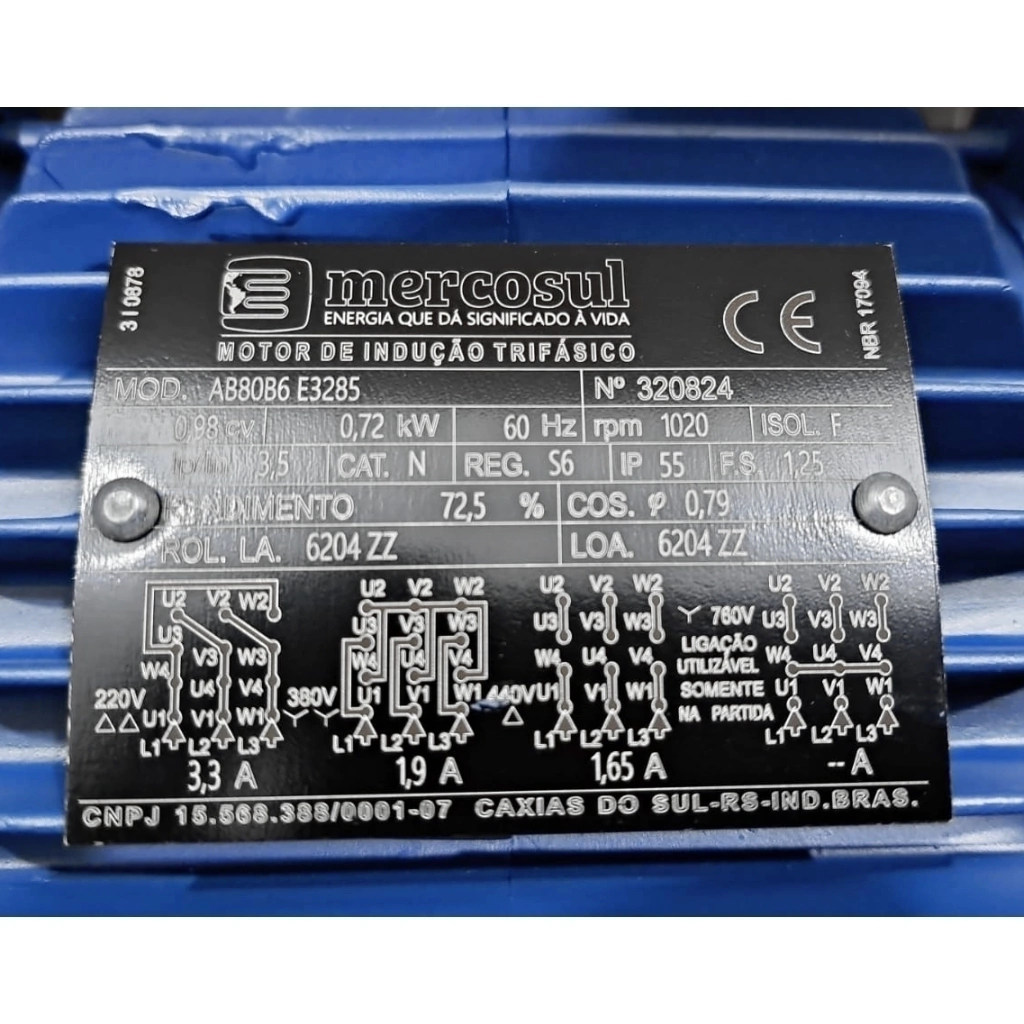 310878
mercosul
ENERGIA QUE DÁ SIGNIFICADO À VIDA
MOTOR DE INDUÇÃO TRIFÁSICO
CE
NBR 17094
MOD. AB80B6 E3285 Nº 320824
0,98 cv 0,72 kW 60 Hz rpm 1020 ISOL. F
Ip/In 3,5 CAT. N REG. S6 IP 55 F.S. 1,25
RENDIMENTO 72,5 % COS. φ 0,79
ROL. LA. 6204 ZZ LOA. 6204 ZZ
U2 V2 W2 U2 V2 W2 U2 V2 W2 U2 V2 W2
U3 V3 W3 U3 V3 W3 U3 V3 W3 760V U3 V3 W3
W4 U4 V4 W4 U4 V4 W4 U4 V4 LIGAÇÃO UTILIZÁVEL SOMENTE NA PARTIDA W4 U4 V4
220V U1 V1 W1 380V U1 V1 W1 440V U1 V1 W1 U1 V1 W1
L1 L2 L3 L1 L2 L3 L1 L2 L3 L1 L2 L3
3,3 A 1,9 A 1,65 A -- A
CNPJ 15.568.388/0001-07 CAXIAS DO SUL-RS-IND.BRAS.